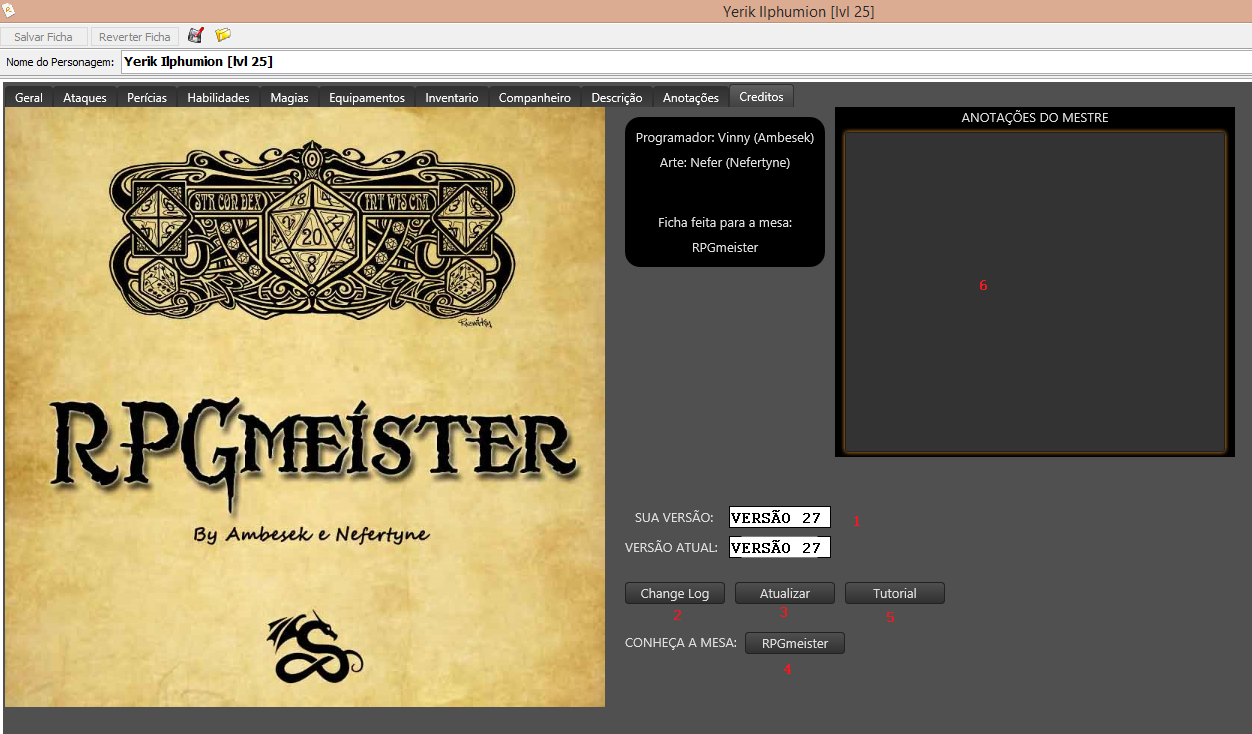 Yerik Ilphumion [lvl 25]
Salvar Ficha Reverter Ficha
Nome do Personagem: Yerik Ilphumion [lvl 25]
Geral Ataques Perícias Habilidades Magias Equipamentos Inventario Companheiro Descrição Anotações Creditos
STR CON DEX INT WIS CHA
20
18
8
RPGmeíster
By Ambesek e Nefertyne
Programador: Vinny (Ambesek)
Arte: Nefer (Nefertyne)
Ficha feita para a mesa:
RPGmeister
ANOTAÇÕES DO MESTRE
6
SUA VERSÃO: VERSÃO 27 1
VERSÃO ATUAL: VERSÃO 27
Change Log Atualizar Tutorial
2 3 5
CONHEÇA A MESA: RPGmeister
4